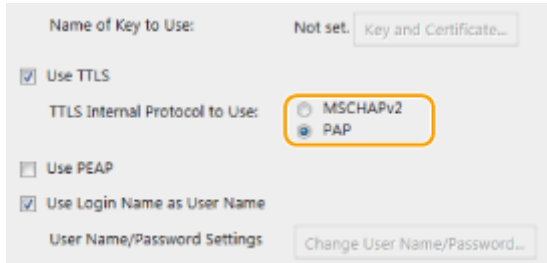 Name of Key to Use: Not set. Key and Certificate...
Use TTLS
TTLS Internal Protocol to Use: MSCHAPv2
PAP
Use PEAP
Use Login Name as User Name
User Name/Password Settings Change User Name/Password...